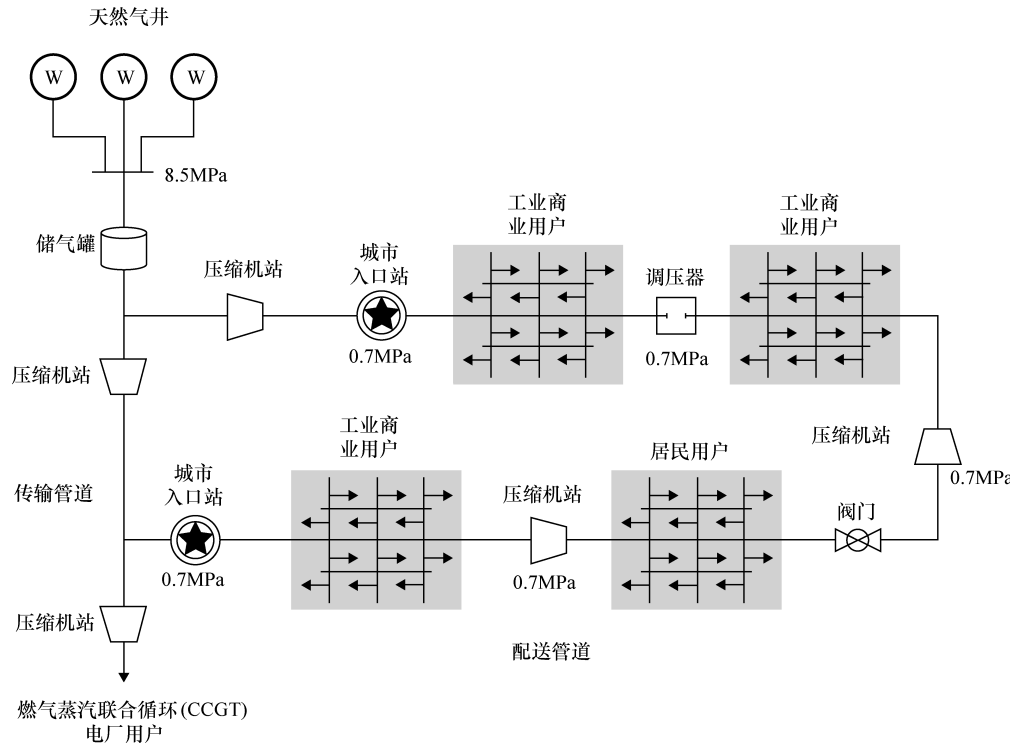 天然气井
W
W
W
8.5MPa
储气罐
压缩机站
城市
入口站
0.7MPa
工业商
业用户
调压器
0.7MPa
工业商
业用户
压缩机站
传输管道
城市
入口站
0.7MPa
工业商
业用户
压缩机站
0.7MPa
居民用户
阀门
压缩机站
0.7MPa
压缩机站
配送管道
燃气蒸汽联合循环(CCGT)
电厂用户